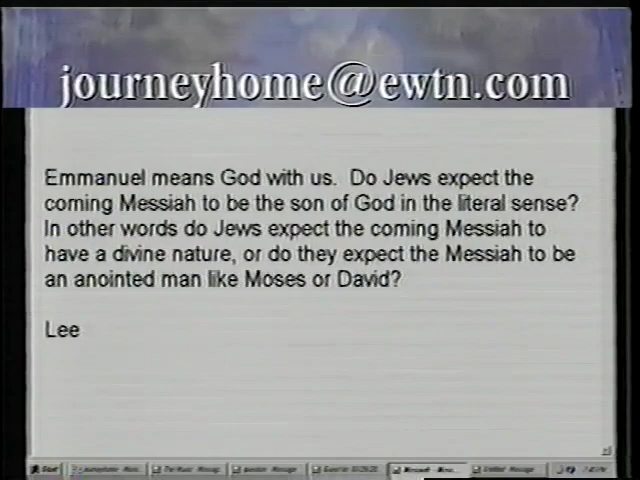 journeyhome@ewtn.com
Emmanuel means God with us.  Do Jews expect the
coming Messiah to be the son of God in the literal sense?
In other words do Jews expect the coming Messiah to
have a divine nature, or do they expect the Messiah to be
an anointed man like Moses or David?
Lee
Start